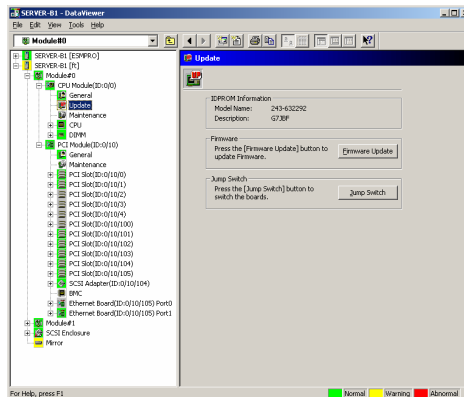 SERVER-B1 - DataViewer
File Edit View Tools Help
Module#0
SERVER-B1 [ESMPRO]
SERVER-B1 [ft]
Module#0
CPU Module(ID:0/0)
General
Update
Maintenance
CPU
DIMM
PCI Module(ID:0/10)
General
Maintenance
PCI Slot(ID:0/10/0)
PCI Slot(ID:0/10/1)
PCI Slot(ID:0/10/2)
PCI Slot(ID:0/10/3)
PCI Slot(ID:0/10/4)
PCI Slot(ID:0/10/100)
PCI Slot(ID:0/10/101)
PCI Slot(ID:0/10/102)
PCI Slot(ID:0/10/103)
PCI Slot(ID:0/10/104)
PCI Slot(ID:0/10/105)
SCSI Adapter(ID:0/10/104)
BMC
Ethernet Board(ID:0/10/105) Port0
Ethernet Board(ID:0/10/105) Port1
Module#1
SCSI Enclosure
Mirror
Update
IDPROM Information
Model Name: 243-632292
Description: G7JBF
Firmware
Press the [Firmware Update] button to
update Firmware.
Firmware Update
Jump Switch
Press the [Jump Switch] button to
switch the boards.
Jump Switch
For Help, press F1
Normal Warning Abnormal